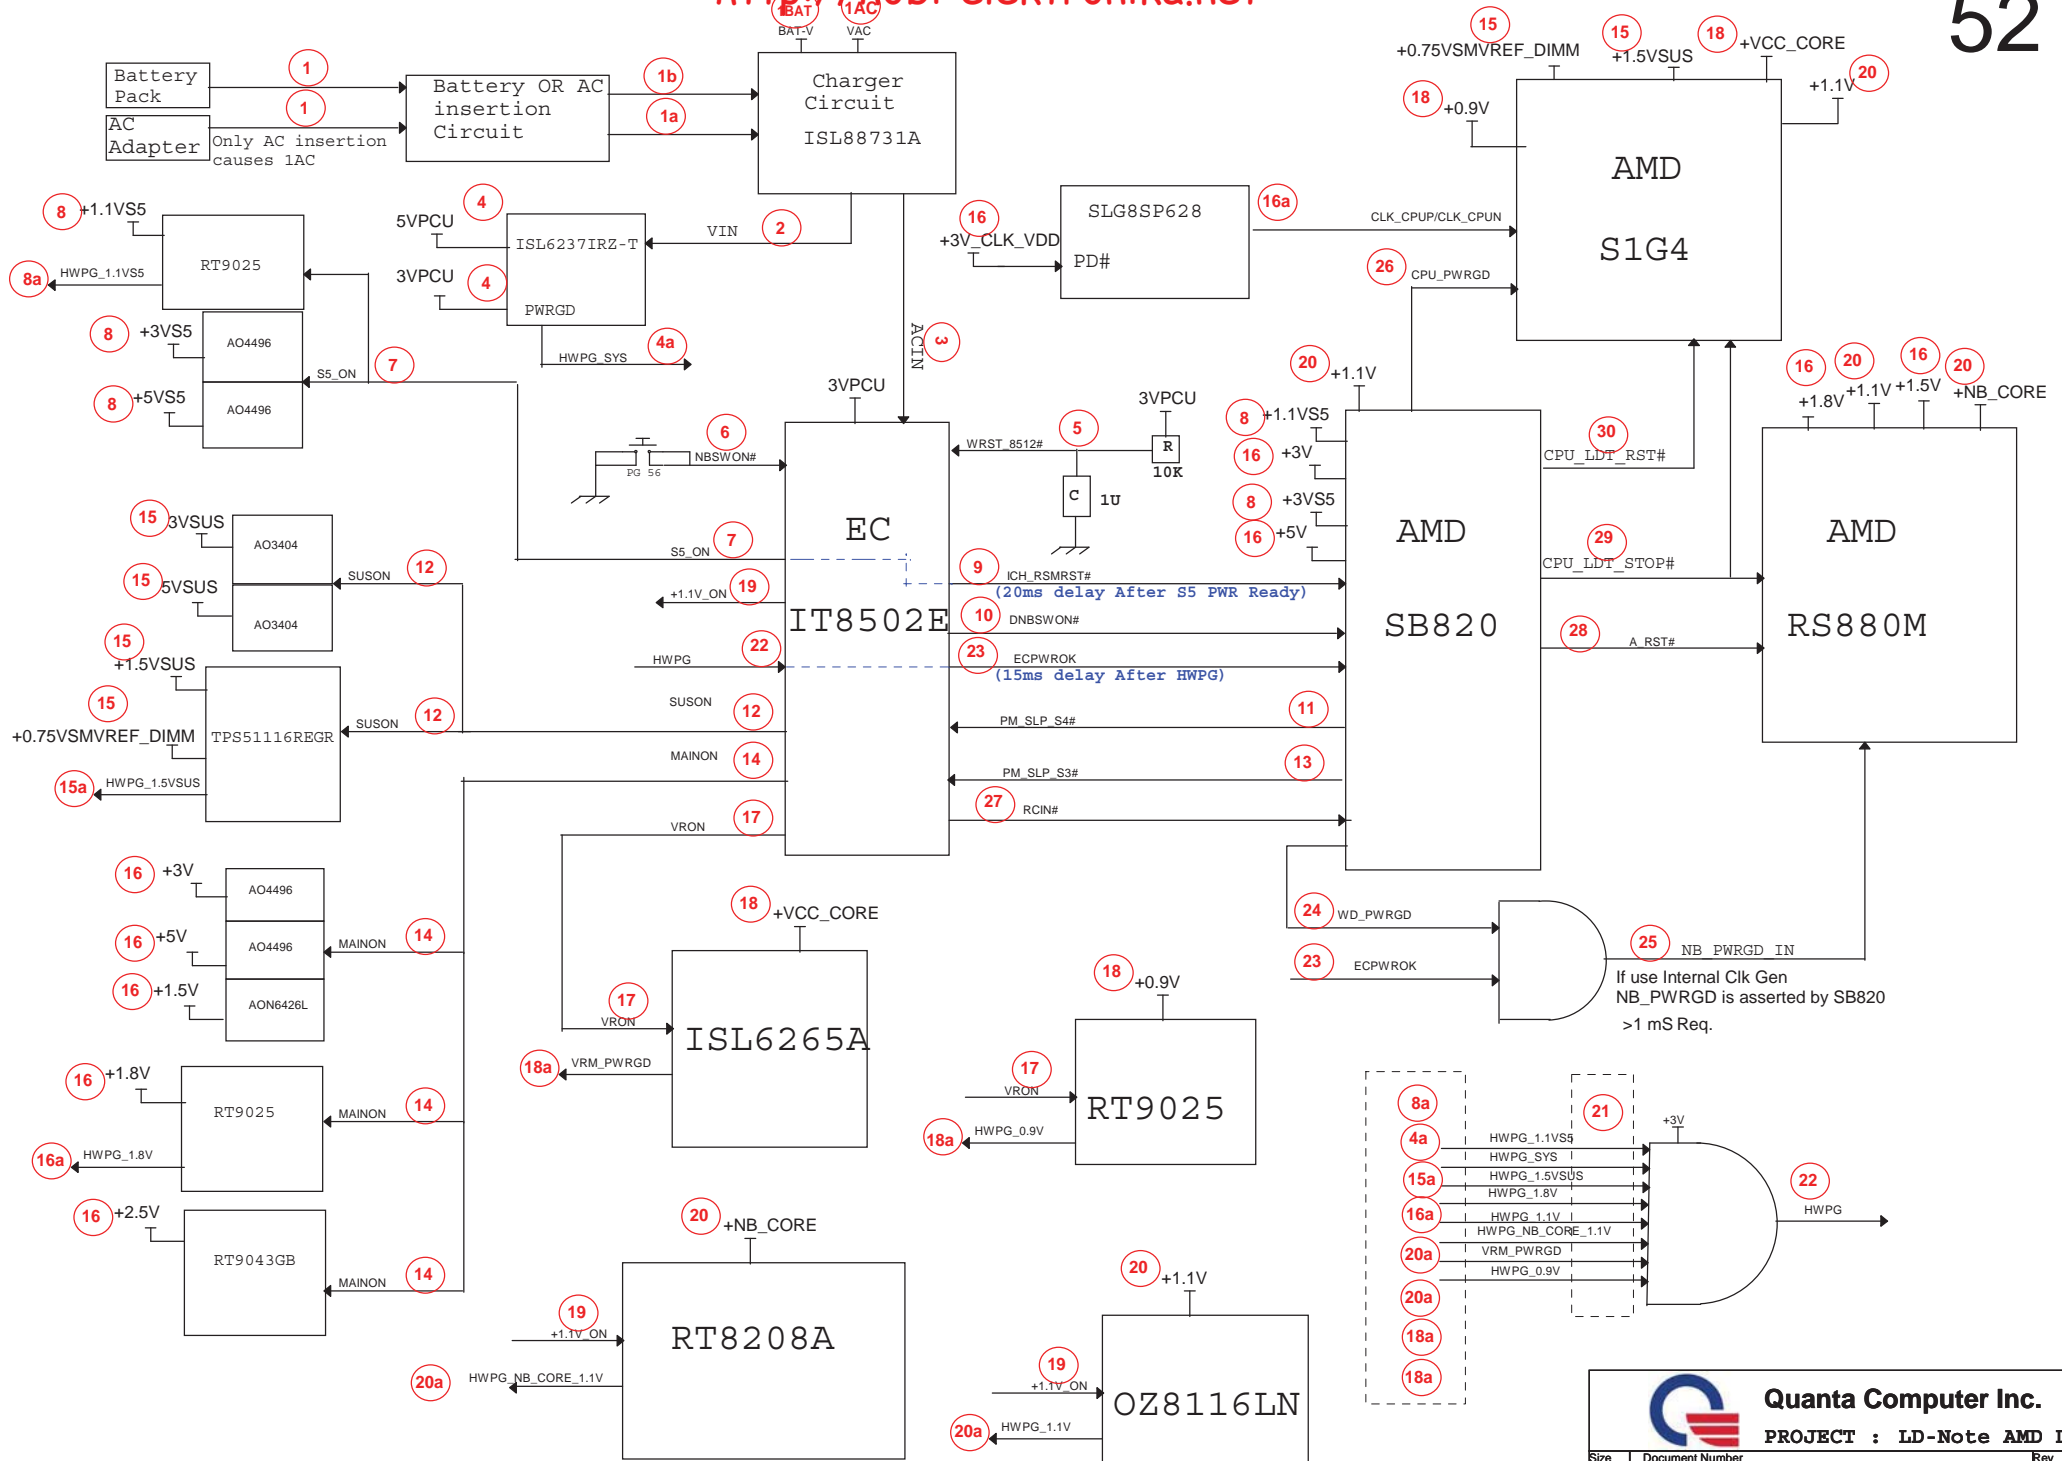 52
1BAT
1AC
BAT-V
VAC
Battery
Pack
1
AC
Adapter
1
Only AC insertion
causes 1AC
Battery OR AC
insertion
Circuit
1b
1a
Charger
Circuit
ISL88731A
15
+0.75VSMVREF_DIMM
15
+1.5VSUS
18
+VCC_CORE
18
+0.9V
20
+1.1V
AMD
S1G4
8
+1.1VS5
RT9025
8a
HWPG_1.1VS5
8
+3VS5
AO4496
8
+5VS5
AO4496
S5_ON
7
4
5VPCU
ISL6237IRZ-T
3VPCU
4
PWRGD
VIN
2
HWPG_SYS
4a
ACIN
3
16
+3V_CLK_VDD
SLG8SP628
PD#
16a
CLK_CPUP/CLK_CPUN
26
CPU_PWRGD
3VPCU
6
NBSWON#
PG 56
EC
IT8502E
WRST_8512#
5
3VPCU
R
10K
C
1U
S5_ON
7
+1.1V_ON
19
HWPG
22
SUSON
12
MAINON
14
VRON
17
9
ICH_RSMRST#
(20ms delay After S5 PWR Ready)
10
DNBSWON#
23
ECPWROK
(15ms delay After HWPG)
PM_SLP_S4#
11
PM_SLP_S3#
13
27
RCIN#
20
+1.1V
8
+1.1VS5
16
+3V
8
+3VS5
16
+5V
AMD
SB820
30
CPU_LDT_RST#
29
CPU_LDT_STOP#
28
A_RST#
16
+1.8V
20
+1.1V
16
+1.5V
20
+NB_CORE
AMD
RS880M
15
3VSUS
AO3404
15
5VSUS
AO3404
SUSON
12
15
+1.5VSUS
15
+0.75VSMVREF_DIMM
TPS51116REGR
15a
HWPG_1.5VSUS
SUSON
12
16
+3V
AO4496
16
+5V
AO4496
16
+1.5V
AON6426L
MAINON
14
16
+1.8V
RT9025
16a
HWPG_1.8V
MAINON
14
16
+2.5V
RT9043GB
MAINON
14
18
+VCC_CORE
17
VRON
ISL6265A
18a
VRM_PWRGD
18
+0.9V
17
VRON
RT9025
18a
HWPG_0.9V
20
+NB_CORE
19
+1.1V_ON
RT8208A
20a
HWPG_NB_CORE_1.1V
20
+1.1V
19
+1.1V_ON
OZ8116LN
20a
HWPG_1.1V
24
WD_PWRGD
23
ECPWROK
25
NB_PWRGD_IN
If use Internal Clk Gen
NB_PWRGD is asserted by SB820
>1 mS Req.
8a
4a
15a
16a
20a
20a
18a
18a
21
HWPG_1.1VS5
HWPG_SYS
HWPG_1.5VSUS
HWPG_1.8V
HWPG_1.1V
HWPG_NB_CORE_1.1V
VRM_PWRGD
HWPG_0.9V
+3V
22
HWPG
Quanta Computer Inc.
PROJECT : LD-Note AMD
Size
Document Number
Rev